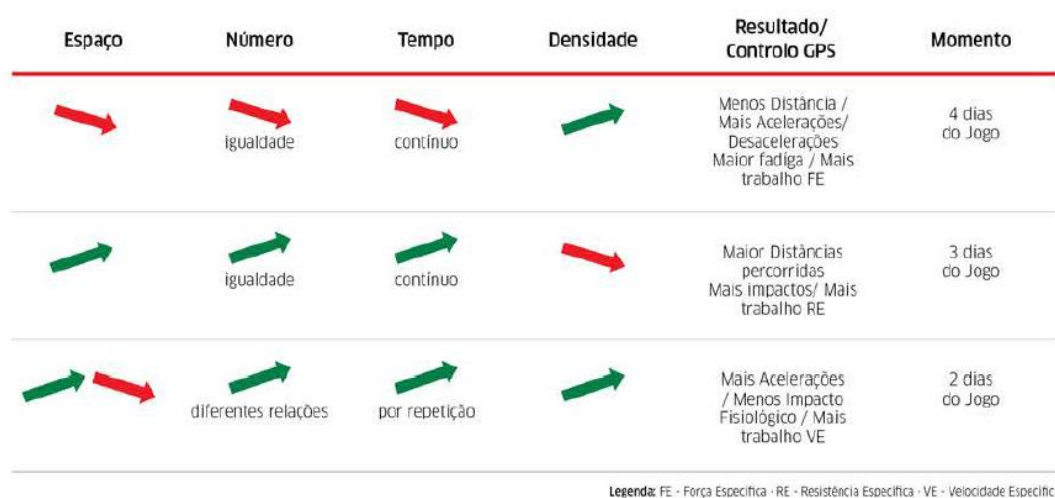 Espaço
Número
Tempo
Densidade
Resultado/
Controlo GPS
Momento
igualdade
contínuo
Menos Distância /
Mais Acelerações/
Desacelerações
Maior fadiga / Mais
trabalho FE
4 dias
do Jogo
igualdade
contínuo
Maior Distâncias
percorridas
Mais impactos/ Mais
trabalho RE
3 dias
do Jogo
diferentes relações
por repetição
Mais Acelerações
/ Menos Impacto
Fisiológico / Mais
trabalho VE
2 dias
do Jogo
Legenda: FE - Força Específica · RE - Resistência Específica · VE - Velocidade Específic